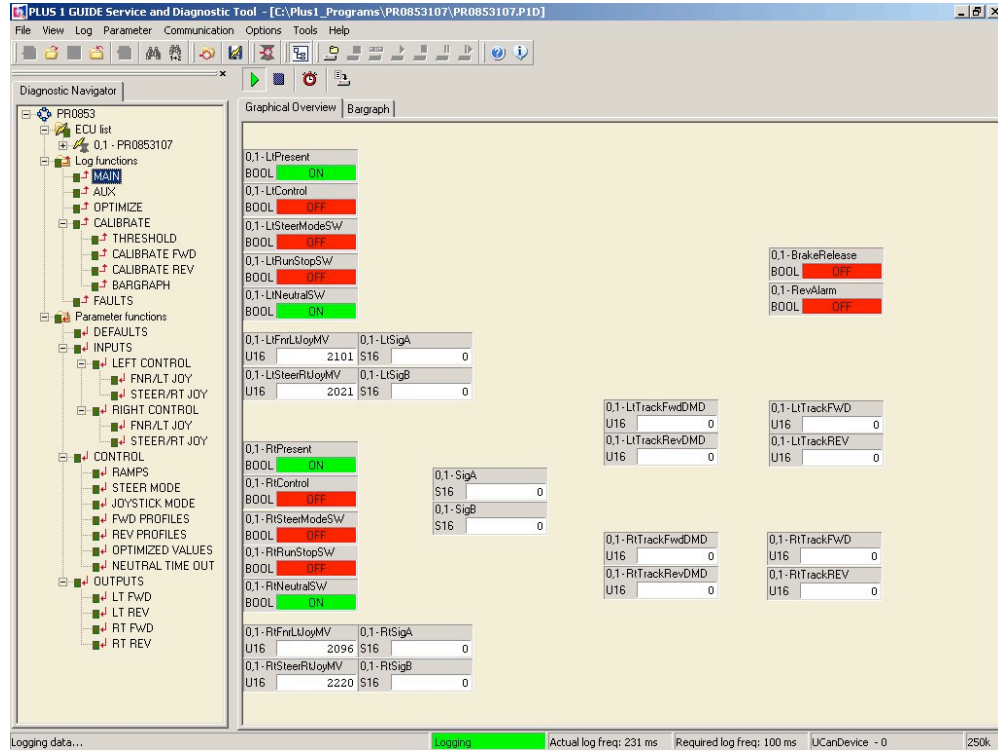 PLUS 1 GUIDE Service and Diagnostic Tool - [C:\Plus1_Programs\PR0853107\PR0853107.P1D]
File View Log Parameter Communication Options Tools Help
Diagnostic Navigator
PR0853
ECU list
0,1 - PR0853107
Log functions
MAIN
AUX
OPTIMIZE
CALIBRATE
THRESHOLD
CALIBRATE FWD
CALIBRATE REV
BARGRAPH
FAULTS
Parameter functions
DEFAULTS
INPUTS
LEFT CONTROL
FNR/LT JOY
STEER/RT JOY
RIGHT CONTROL
FNR/LT JOY
STEER/RT JOY
CONTROL
RAMPS
STEER MODE
JOYSTICK MODE
FWD PROFILES
REV PROFILES
OPTIMIZED VALUES
NEUTRAL TIME OUT
OUTPUTS
LT FWD
LT REV
RT FWD
RT REV
Graphical Overview Bargraph
0,1-LtPresent
BOOL ON
0,1-LtControl
BOOL OFF
0,1-LtSteerModeSW
BOOL OFF
0,1-LtRunStopSW
BOOL OFF
0,1-LtNeutralSW
BOOL ON
0,1-BrakeRelease
BOOL OFF
0,1-RevAlarm
BOOL OFF
0,1-LtFnrLtJoyMV 0,1-LtSigA
U16 2101 S16 0
0,1-LtSteerRtJoyMV 0,1-LtSigB
U16 2021 S16 0
0,1-LtTrackFwdDMD 0,1-LtTrackFWD
U16 0 U16 0
0,1-LtTrackRevDMD 0,1-LtTrackREV
U16 0 U16 0
0,1-RtPresent
BOOL ON
0,1-RtControl
BOOL OFF
0,1-RtSteerModeSW
BOOL OFF
0,1-RtRunStopSW
BOOL OFF
0,1-RtNeutralSW
BOOL ON
0,1-SigA
S16 0
0,1-SigB
S16 0
0,1-RtTrackFwdDMD 0,1-RtTrackFWD
U16 0 U16 0
0,1-RtTrackRevDMD 0,1-RtTrackREV
U16 0 U16 0
0,1-RtFnrLtJoyMV 0,1-RtSigA
U16 2096 S16 0
0,1-RtSteerRtJoyMV 0,1-RtSigB
U16 2220 S16 0
Logging data... Logging Actual log freq: 231 ms Required log freq: 100 ms UCanDevice - 0 250k